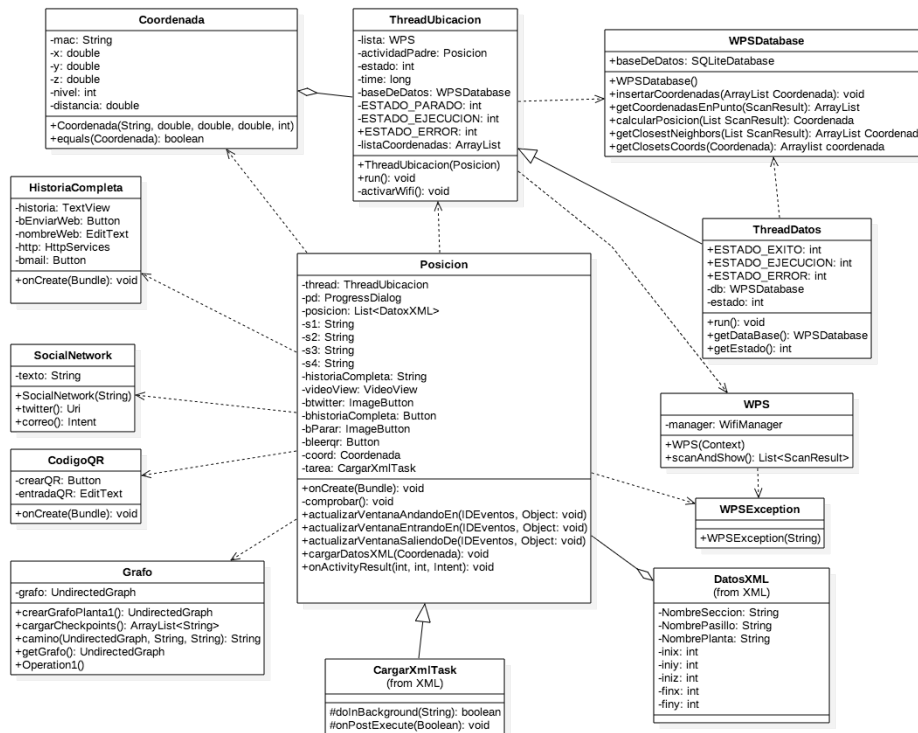 Coordenada
-mac: String
-x: double
-y: double
-z: double
-nivel: int
-distancia: double
+Coordenada(String, double, double, double, int)
+equals(Coordenada): boolean
ThreadUbicacion
-lista: WPS
-actividadPadre: Posicion
-estado: int
-time: long
-baseDeDatos: WPSDatabase
-ESTADO_PARADO: int
-ESTADO_EJECUCION: int
+ESTADO_ERROR: int
-listaCoordenadas: ArrayList
+ThreadUbicacion(Posicion)
+run(): void
-activarWifi(): void
WPSDatabase
+baseDeDatos: SQLiteDatabase
+WPSDatabase()
+insertarCoordenadas(ArrayList Coordenada): void
+getCoordenadasEnPunto(ScanResult): ArrayList
+calcularPosicion(List ScanResult): Coordenada
+getClosestNeighbors(List ScanResult): ArrayList Coordenada
+getClosetsCoords(Coordenada): Arraylist coordenada
HistoriaCompleta
-historia: TextView
-bEnviarWeb: Button
-nombreWeb: EditText
-http: HttpServices
-bmail: Button
+onCreate(Bundle): void
ThreadDatos
+ESTADO_EXITO: int
+ESTADO_EJECUCION: int
+ESTADO_ERROR: int
-db: WPSDatabase
-estado: int
+run(): void
+getDataBase(): WPSDatabase
+getEstado(): int
Posicion
-thread: ThreadUbicacion
-pd: ProgressDialog
-posicion: List<DatoxXML>
-s1: String
-s2: String
-s3: String
-s4: String
-historiaCompleta: String
-videoView: VideoView
-btwitter: ImageButton
-bhistoriaCompleta: Button
-bParar: ImageButton
-bleerqr: Button
-coord: Coordenada
-tarea: CargarXmlTask
+onCreate(Bundle): void
-comprobar(): void
+actualizarVentanaAndandoEn(IDEventos, Object: void)
+actualizarVentanaEntrandoEn(IDEventos, Object: void)
+actualizarVentanaSaliendoDe(IDEventos, Object: void)
+cargarDatosXML(Coordenada): void
+onActivityResult(int, int, Intent): void
SocialNetwork
-texto: String
+SocialNetwork(String)
+twitter(): Uri
+correo(): Intent
WPS
-manager: WifiManager
+WPS(Context)
+scanAndShow(): List<ScanResult>
CodigoQR
-crearQR: Button
-entradaQR: EditText
+onCreate(Bundle): void
WPSException
+WPSException(String)
Grafo
-grafo: UndirectedGraph
+crearGrafoPlanta1(): UndirectedGraph
+cargarCheckpoints(): ArrayList<String>
+camino(UndirectedGraph, String, String): String
+getGrafo(): UndirectedGraph
+Operation1()
DatosXML
(from XML)
-NombreSeccion: String
-NombrePasillo: String
-NombrePlanta: String
-inix: int
-iniy: int
-iniz: int
-finx: int
-finy: int
CargarXmlTask
(from XML)
#doInBackground(String): boolean
#onPostExecute(Boolean): void